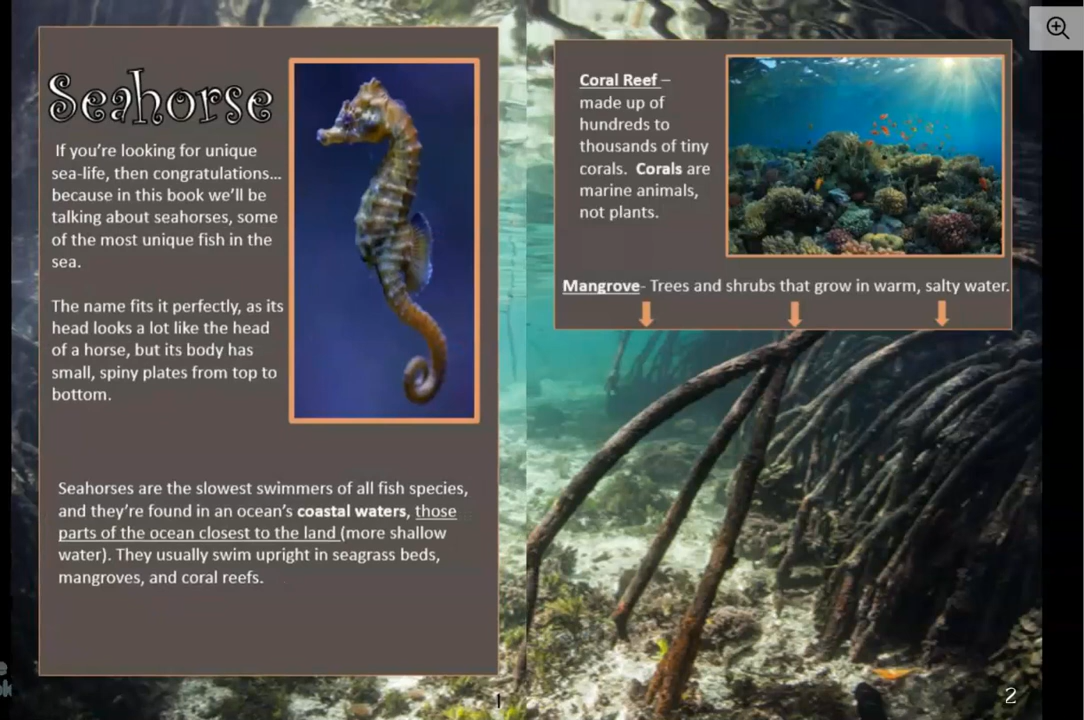 Seahorse
If you’re looking for unique
sea-life, then congratulations...
because in this book we’ll be
talking about seahorses, some
of the most unique fish in the
sea.
The name fits it perfectly, as its
head looks a lot like the head
of a horse, but its body has
small, spiny plates from top to
bottom.
Seahorses are the slowest swimmers of all fish species,
and they’re found in an ocean’s coastal waters, those
parts of the ocean closest to the land (more shallow
water). They usually swim upright in seagrass beds,
mangroves, and coral reefs.
1
Coral Reef –
made up of
hundreds to
thousands of tiny
corals. Corals are
marine animals,
not plants.
Mangrove- Trees and shrubs that grow in warm, salty water.
2